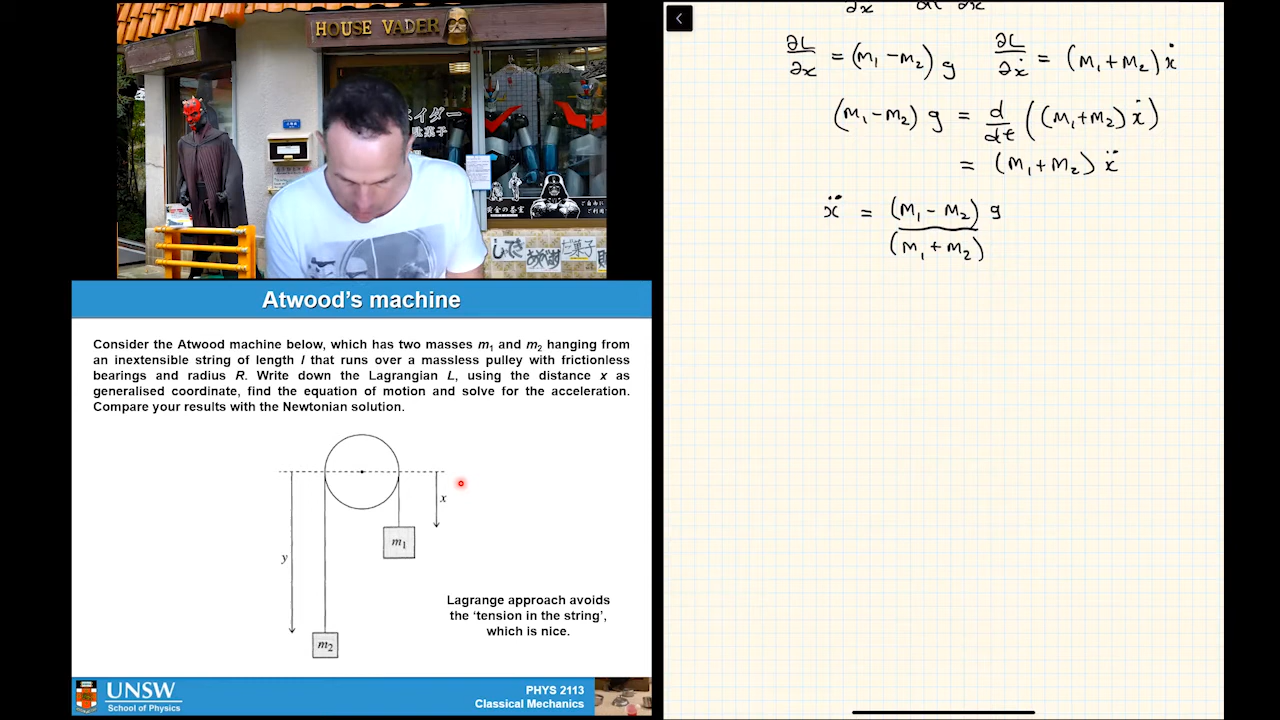 HOUSE VADER
Atwood's machine
Consider the Atwood machine below, which has two masses m₁ and m₂ hanging from
an inextensible string of length l that runs over a massless pulley with frictionless
bearings and radius R. Write down the Lagrangian L, using the distance x as
generalised coordinate, find the equation of motion and solve for the acceleration.
Compare your results with the Newtonian solution.
x
m₁
y
m₂
Lagrange approach avoids
the 'tension in the string',
which is nice.
UNSW
School of Physics
PHYS 2113
Classical Mechanics
∂x dt ∂ẋ
∂L/∂x = (m₁ − m₂) g ∂L/∂ẋ = (m₁ + m₂) ẋ
(m₁ − m₂) g = d/dt ((m₁ + m₂) ẋ)
= (m₁ + m₂) ẍ
ẍ = (m₁ − m₂) g
(m₁ + m₂)